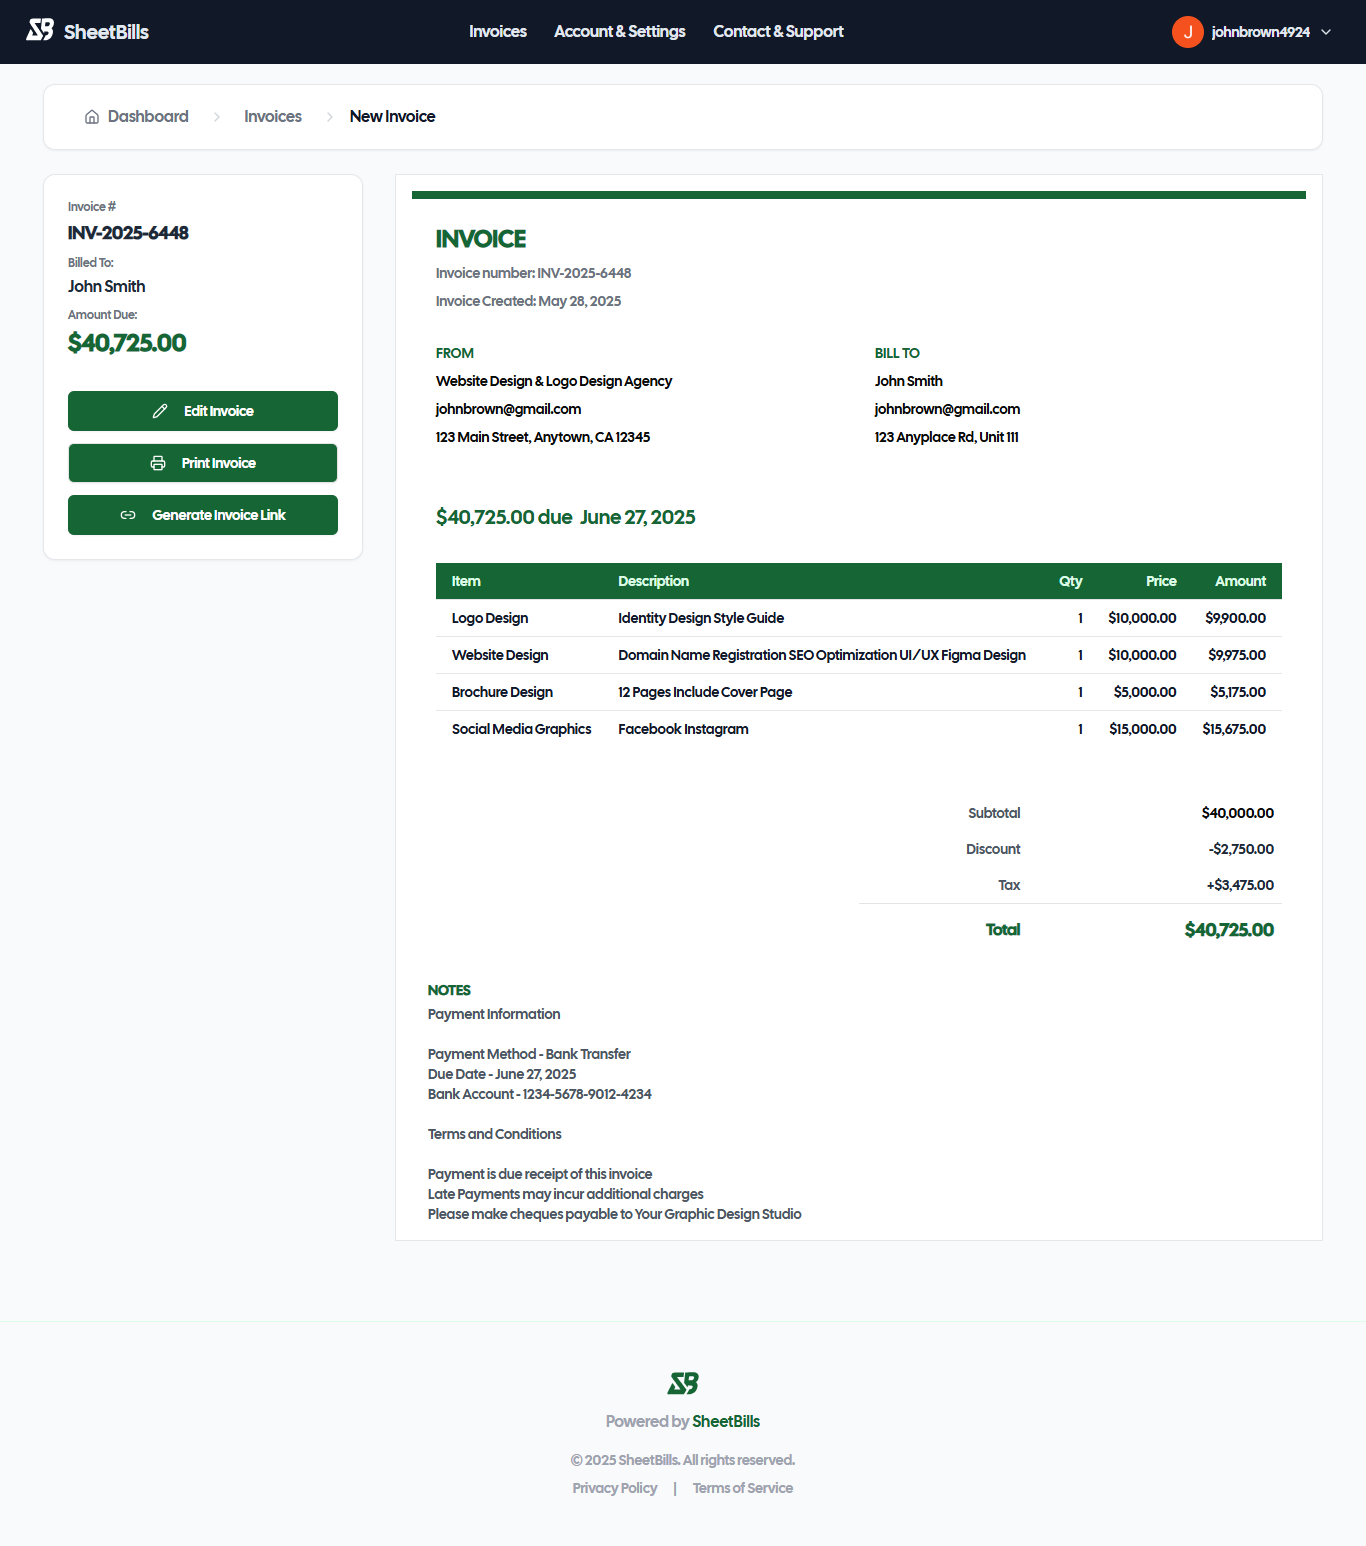 SheetBills
Invoices Account & Settings Contact & Support
J johnbrown4924
Dashboard Invoices New Invoice
Invoice #
INV-2025-6448
Billed To:
John Smith
Amount Due:
$40,725.00
Edit Invoice
Print Invoice
Generate Invoice Link
INVOICE
Invoice number: INV-2025-6448
Invoice Created: May 28, 2025
FROM
Website Design & Logo Design Agency
johnbrown@gmail.com
123 Main Street, Anytown, CA 12345
BILL TO
John Smith
johnbrown@gmail.com
123 Anyplace Rd, Unit 111
$40,725.00 due June 27, 2025
Item Description Qty Price Amount
Logo Design Identity Design Style Guide 1 $10,000.00 $9,900.00
Website Design Domain Name Registration SEO Optimization UI/UX Figma Design 1 $10,000.00 $9,975.00
Brochure Design 12 Pages Include Cover Page 1 $5,000.00 $5,175.00
Social Media Graphics Facebook Instagram 1 $15,000.00 $15,675.00
Subtotal $40,000.00
Discount -$2,750.00
Tax +$3,475.00
Total $40,725.00
NOTES
Payment Information
Payment Method - Bank Transfer
Due Date - June 27, 2025
Bank Account - 1234-5678-9012-4234
Terms and Conditions
Payment is due receipt of this invoice
Late Payments may incur additional charges
Please make cheques payable to Your Graphic Design Studio
SB
Powered by SheetBills
© 2025 SheetBills. All rights reserved.
Privacy Policy | Terms of Service